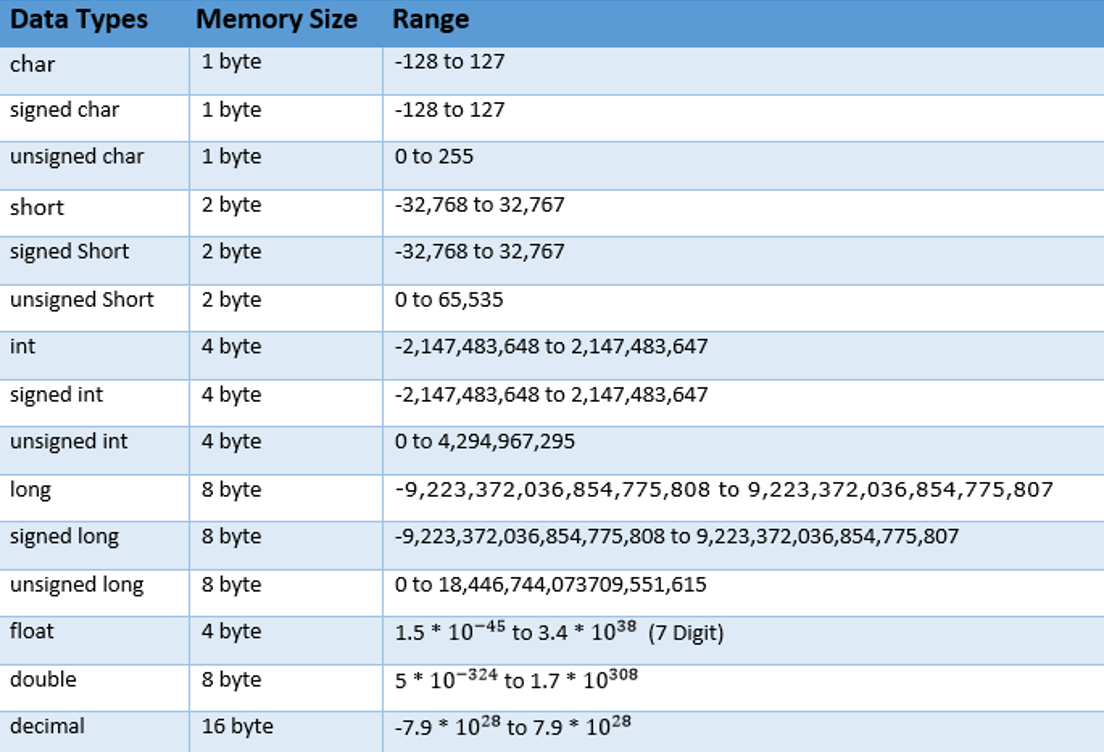 Data Types Memory Size Range
char 1 byte -128 to 127
signed char 1 byte -128 to 127
unsigned char 1 byte 0 to 255
short 2 byte -32,768 to 32,767
signed Short 2 byte -32,768 to 32,767
unsigned Short 2 byte 0 to 65,535
int 4 byte -2,147,483,648 to 2,147,483,647
signed int 4 byte -2,147,483,648 to 2,147,483,647
unsigned int 4 byte 0 to 4,294,967,295
long 8 byte -9,223,372,036,854,775,808 to 9,223,372,036,854,775,807
signed long 8 byte -9,223,372,036,854,775,808 to 9,223,372,036,854,775,807
unsigned long 8 byte 0 to 18,446,744,073709,551,615
float 4 byte 1.5 * 10⁻⁴⁵ to 3.4 * 10³⁸ (7 Digit)
double 8 byte 5 * 10⁻³²⁴ to 1.7 * 10³⁰⁸
decimal 16 byte -7.9 * 10²⁸ to 7.9 * 10²⁸